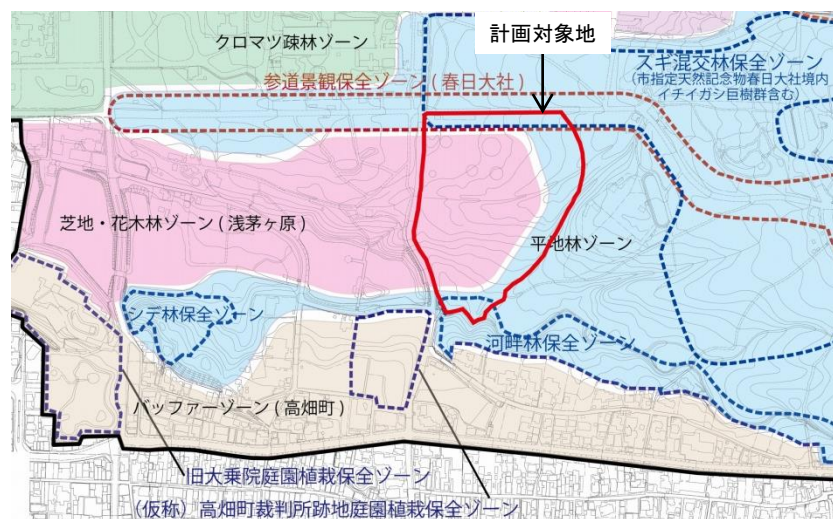 計画対象地
クロマツ疎林ゾーン
スギ混交林保全ゾーン
(市指定天然記念物春日大社境内
イチイガシ巨樹群含む)
参道景観保全ゾーン(春日大社)
芝地・花木林ゾーン(浅茅ヶ原)
平地林ゾーン
シデ林保全ゾーン
河畔林保全ゾーン
バッファーゾーン(高畑町)
旧大乗院庭園植栽保全ゾーン
(仮称)高畑町裁判所跡地庭園植栽保全ゾーン